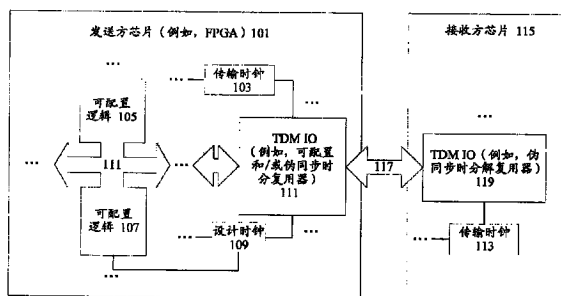 发送方芯片(例如,FPGA)101
接收方芯片 115
...
...
传输时钟
103
...
可配置
逻辑 105
TDM IO
(例如,可配置
和/或伪同步时
分复用器)
111
...
111
...
117
TDM IO(例如,伪
同步时分解复用器)
119
可配置
逻辑 107
...
设计时钟
109
...
...
传输时钟
113
...